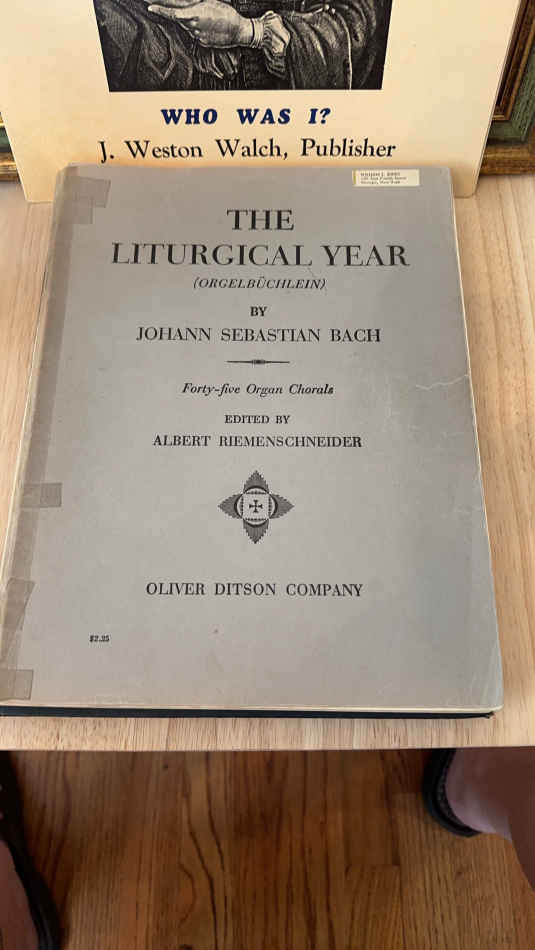 WHO WAS I?
J. Weston Walch, Publisher
THE
LITURGICAL YEAR
(ORGELBÜCHLEIN)
BY
JOHANN SEBASTIAN BACH
Forty-five Organ Chorals
EDITED BY
ALBERT RIEMENSCHNEIDER
OLIVER DITSON COMPANY
$2.25